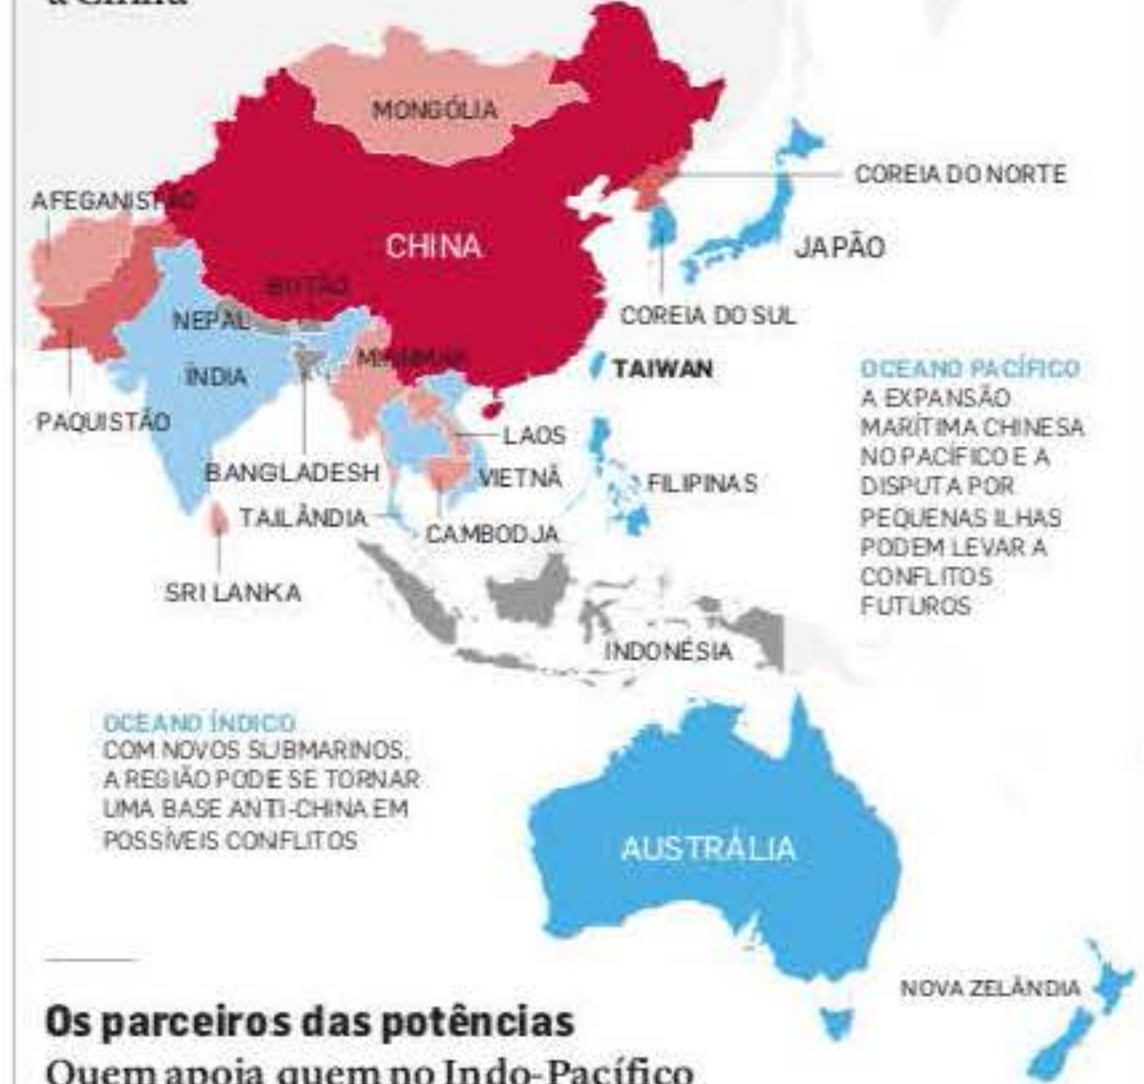 a China
MONGÓLIA
AFEGANISTÃO
COREIA DO NORTE
CHINA
JAPÃO
BUTÃO
NEPAL
COREIA DO SUL
MIANMAR
TAIWAN
ÍNDIA
PAQUISTÃO
LAOS
BANGLADESH
VIETNÃ
FILIPINAS
TAILÂNDIA
CAMBODJA
SRI LANKA
INDONÉSIA
OCEANO PACÍFICO
A EXPANSÃO
MARÍTIMA CHINESA
NO PACÍFICO E A
DISPUTA POR
PEQUENAS ILHAS
PODEM LEVAR A
CONFLITOS
FUTUROS
OCEANO ÍNDICO
COM NOVOS SUBMARINOS,
A REGIÃO PODE SE TORNAR
UMA BASE ANTI-CHINA EM
POSSÍVEIS CONFLITOS
AUSTRÁLIA
NOVA ZELÂNDIA
Os parceiros das potências
Quem apoia quem no Indo-Pacífico